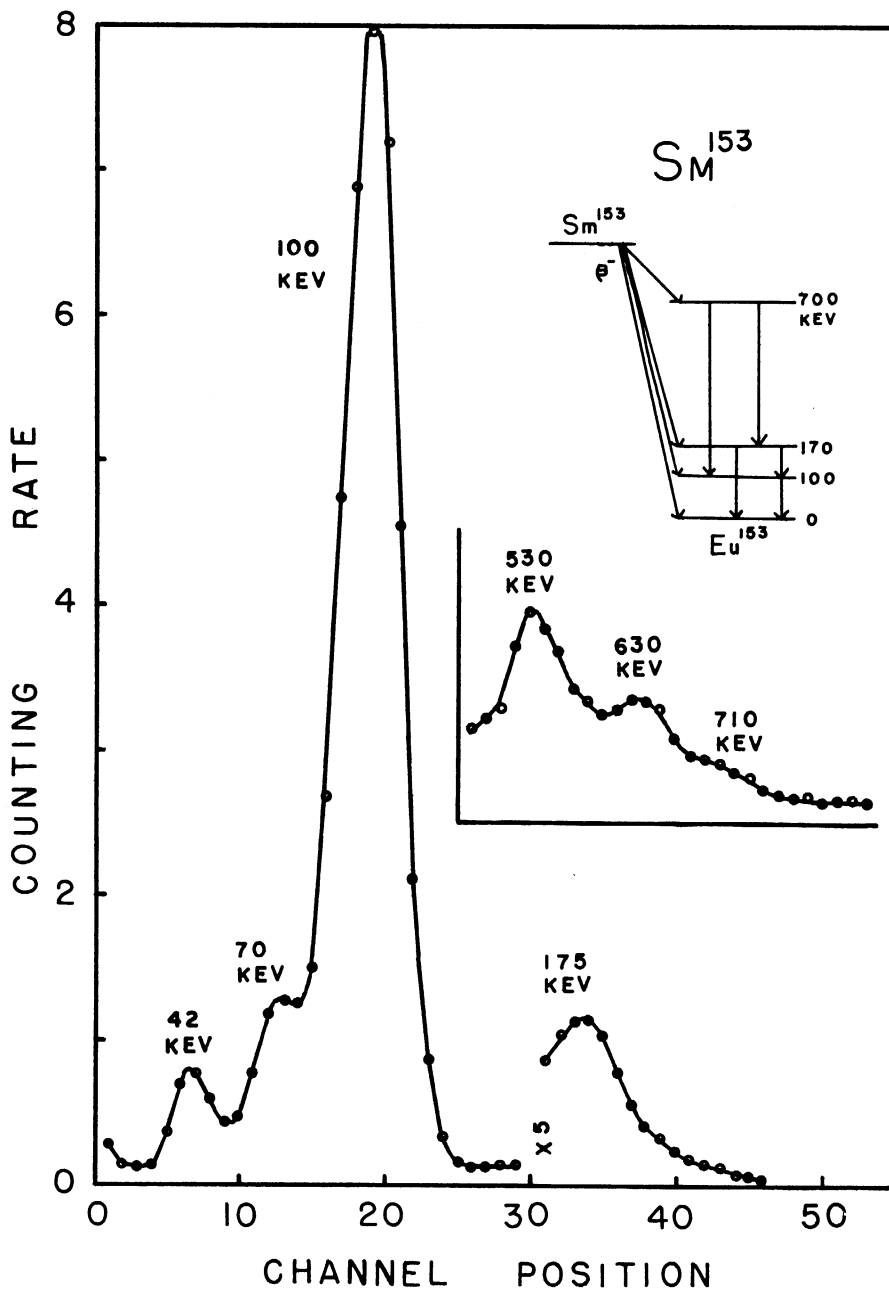 8
6
4
2
0
COUNTING RATE
0 10 20 30 40 50
CHANNEL POSITION
SM¹⁵³
Sm¹⁵³
β⁻
700
KEV
170
100
0
Eu¹⁵³
100
KEV
530
KEV
630
KEV
710
KEV
70
KEV
42
KEV
175
KEV
X5